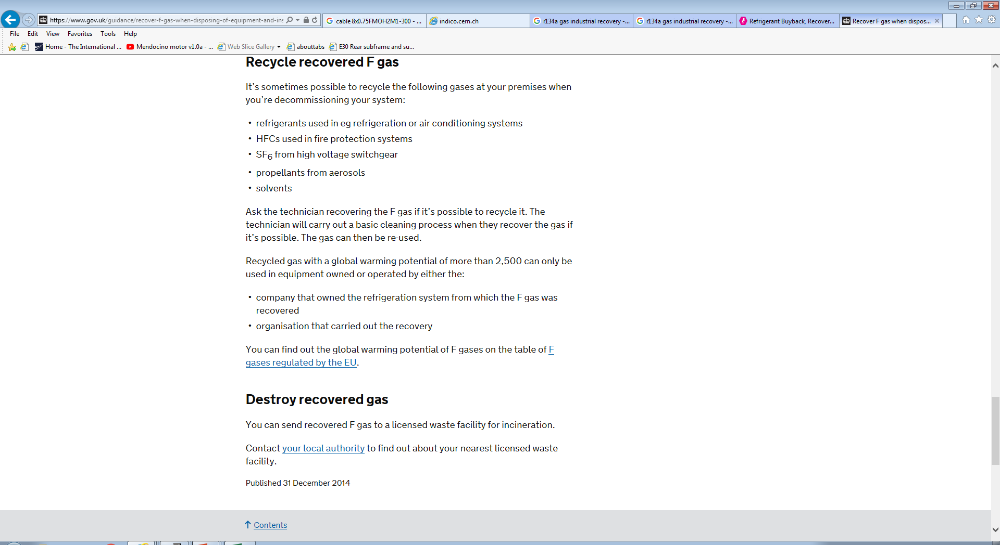 https://www.gov.uk/guidance/recover-f-gas-when-disposing-of-equipment-and-ins
cable 8x0.75FMOH2M1-300 - ...
indico.cern.ch
r134a gas industrial recovery -...
r134a gas industrial recovery -...
Refrigerant Buyback, Recover...
Recover F gas when dispos...
File Edit View Favorites Tools Help
Home - The International ...
Mendocino motor v1.0a - ...
Web Slice Gallery
abouttabs
E30 Rear subframe and su...
Recycle recovered F gas
It’s sometimes possible to recycle the following gases at your premises when
you’re decommissioning your system:
• refrigerants used in eg refrigeration or air conditioning systems
• HFCs used in fire protection systems
• SF6 from high voltage switchgear
• propellants from aerosols
• solvents
Ask the technician recovering the F gas if it’s possible to recycle it. The
technician will carry out a basic cleaning process when they recover the gas if
it’s possible. The gas can then be re-used.
Recycled gas with a global warming potential of more than 2,500 can only be
used in equipment owned or operated by either the:
• company that owned the refrigeration system from which the F gas was
recovered
• organisation that carried out the recovery
You can find out the global warming potential of F gases on the table of F
gases regulated by the EU.
Destroy recovered gas
You can send recovered F gas to a licensed waste facility for incineration.
Contact your local authority to find out about your nearest licensed waste
facility.
Published 31 December 2014
↑ Contents